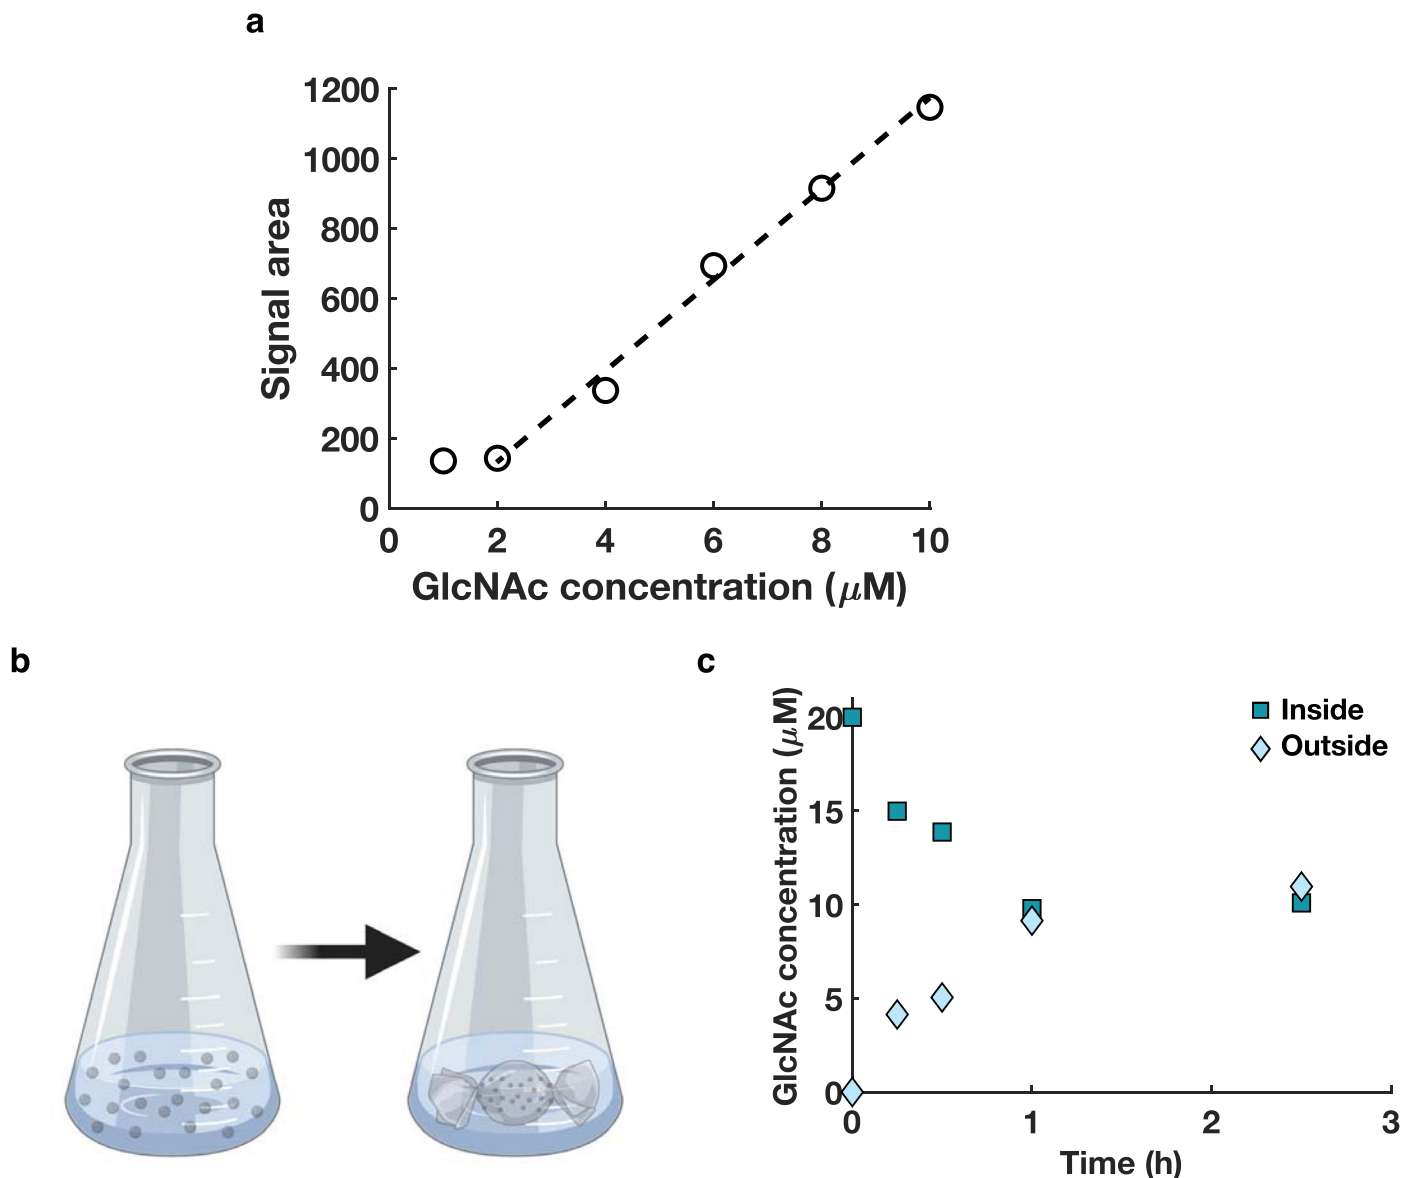 a
1200
1000
800
600
400
200
0
Signal area
0 2 4 6 8 10
GlcNAc concentration (μM)
b
c
GlcNAc concentration (μM)
20
15
10
5
0
Inside
Outside
0 1 2 3
Time (h)